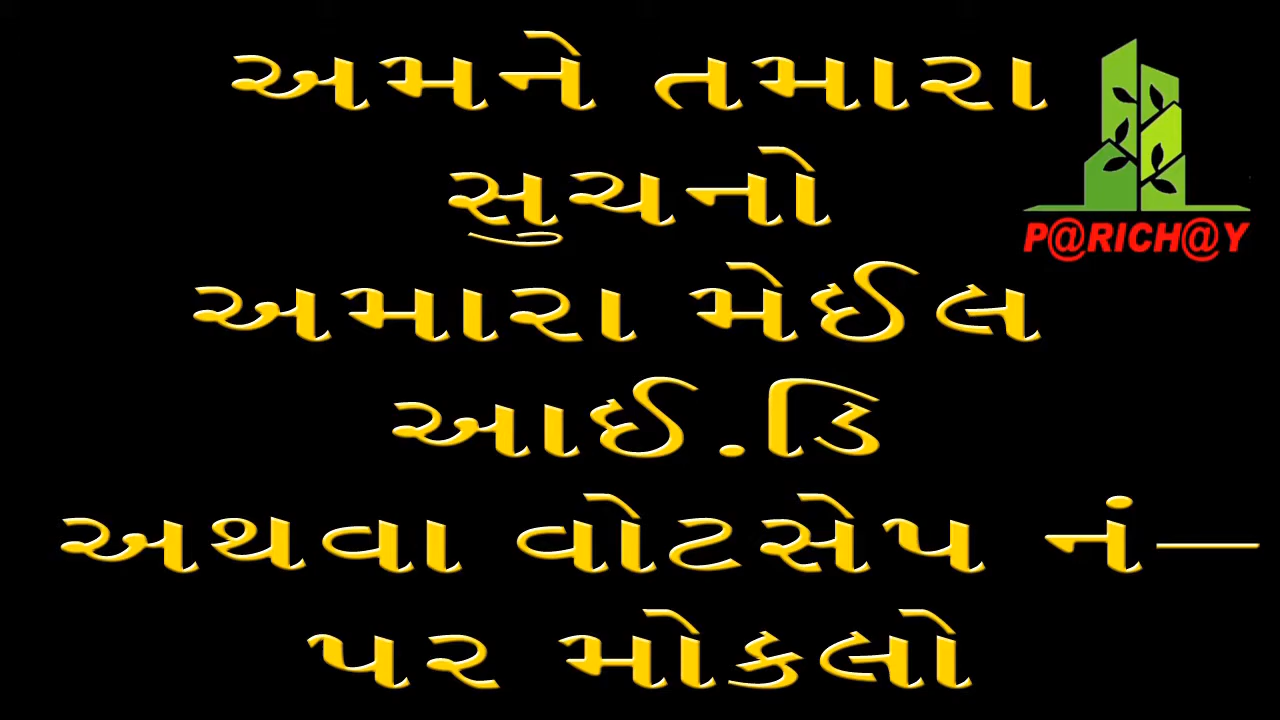 અમને તમારા
સુચનો
અમારા મેઈલ
આઈ.ડિ
અથવા વોટસેપ નં–
પર મોકલો
P@RICH@Y